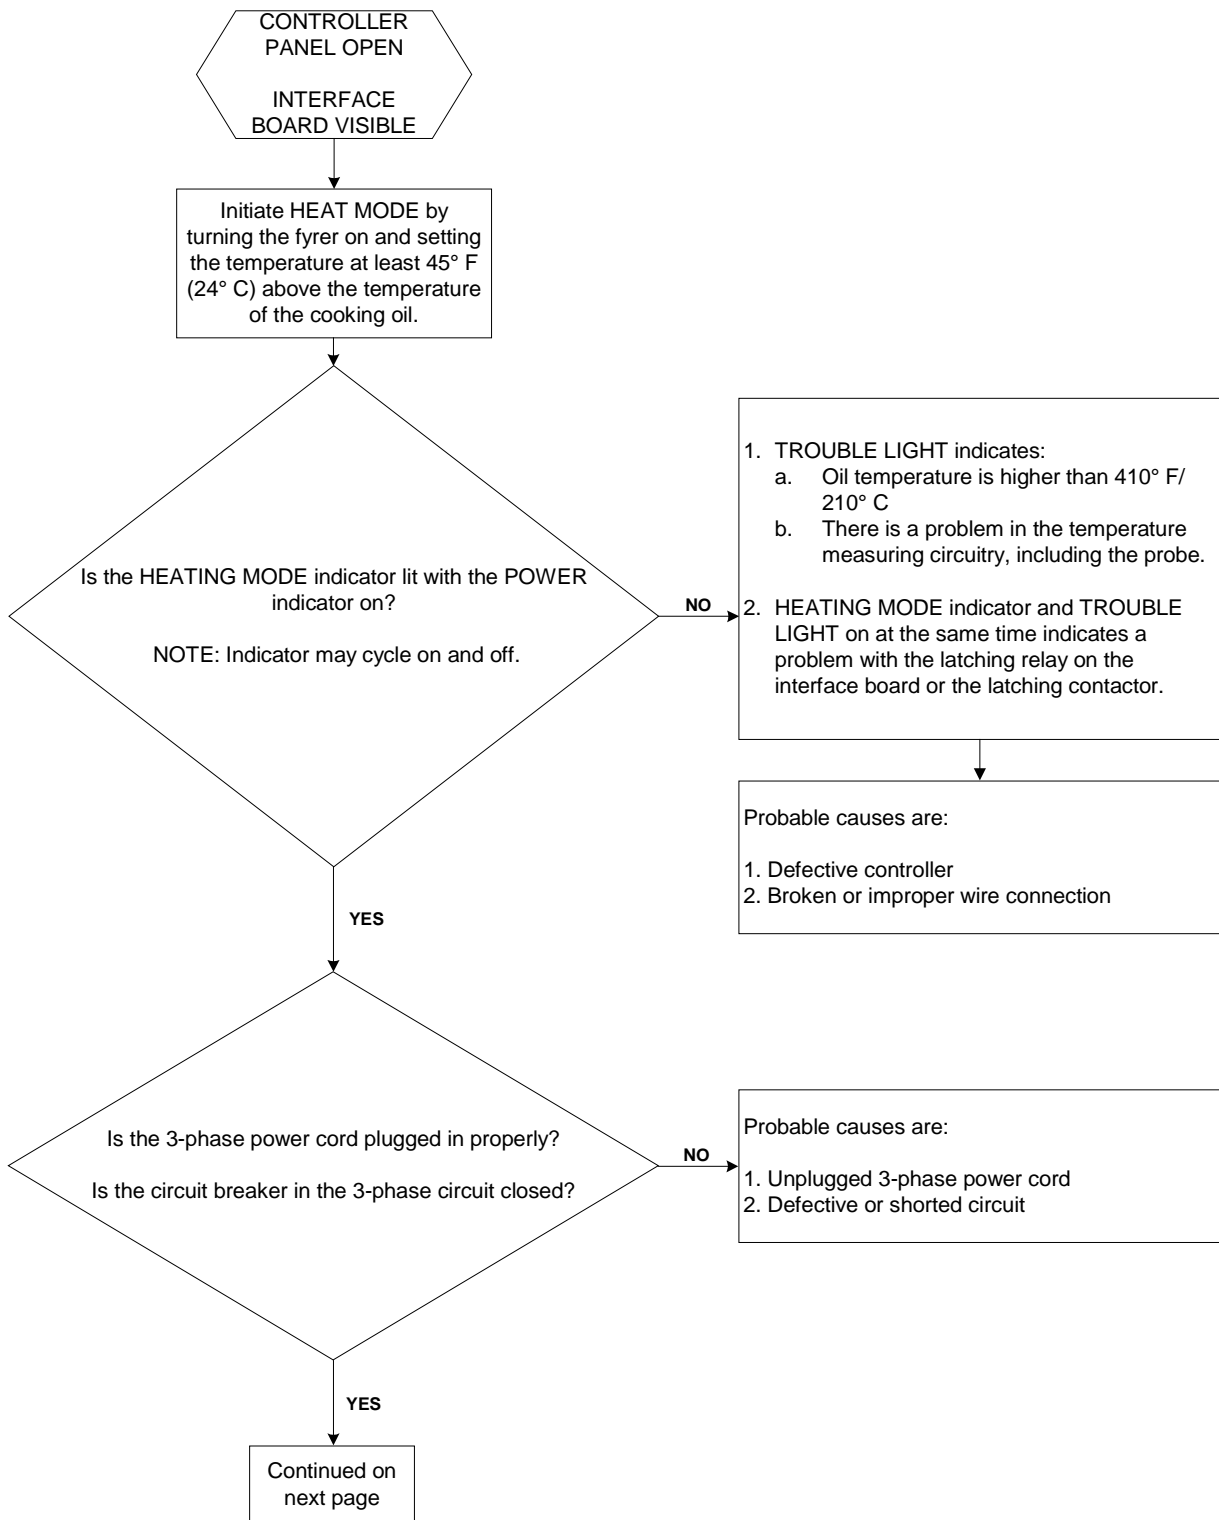 CONTROLLER
PANEL OPEN
INTERFACE
BOARD VISIBLE
Initiate HEAT MODE by
turning the fyrer on and setting
the temperature at least 45° F
(24° C) above the temperature
of the cooking oil.
Is the HEATING MODE indicator lit with the POWER
indicator on?
NOTE: Indicator may cycle on and off.
NO
1. TROUBLE LIGHT indicates:
a. Oil temperature is higher than 410° F/
210° C
b. There is a problem in the temperature
measuring circuitry, including the probe.
2. HEATING MODE indicator and TROUBLE
LIGHT on at the same time indicates a
problem with the latching relay on the
interface board or the latching contactor.
Probable causes are:
1. Defective controller
2. Broken or improper wire connection
YES
Is the 3-phase power cord plugged in properly?
Is the circuit breaker in the 3-phase circuit closed?
NO
Probable causes are:
1. Unplugged 3-phase power cord
2. Defective or shorted circuit
YES
Continued on
next page